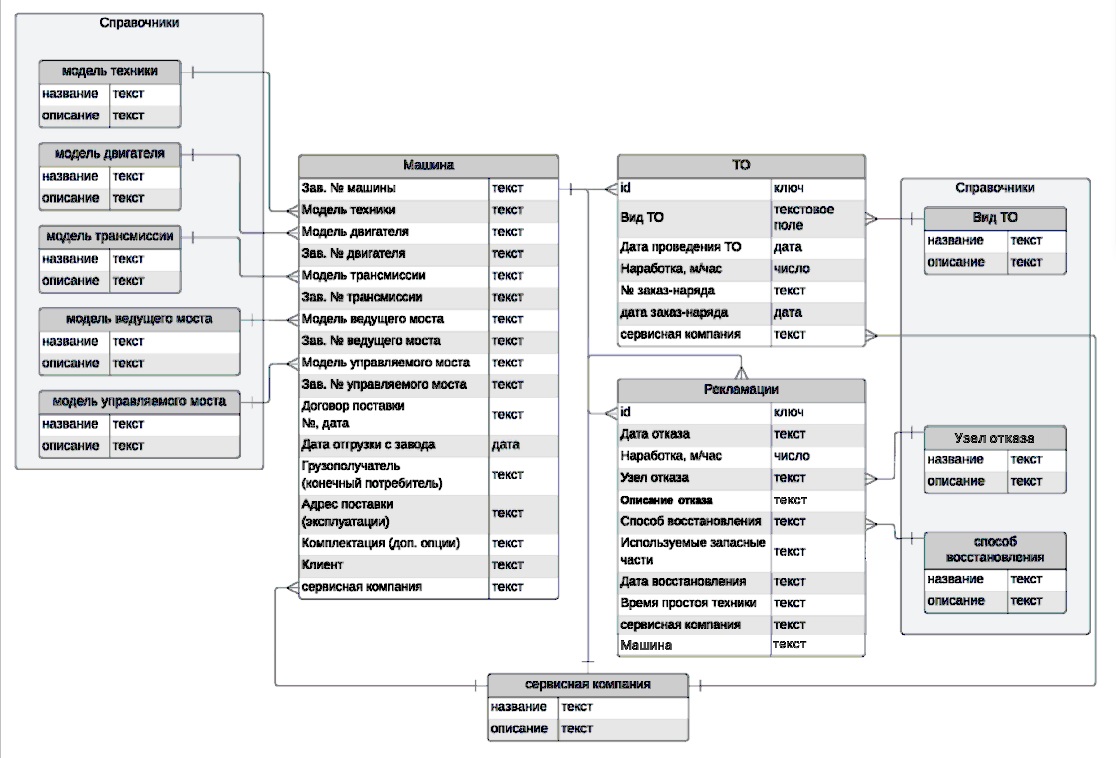 Справочники
модель техники
название текст
описание текст
модель двигателя
название текст
описание текст
модель трансмиссии
название текст
описание текст
модель ведущего моста
название текст
описание текст
модель управляемого моста
название текст
описание текст
Машина
Зав. № машины текст
Модель техники текст
Модель двигателя текст
Зав. № двигателя текст
Модель трансмиссии текст
Зав. № трансмиссии текст
Модель ведущего моста текст
Зав. № ведущего моста текст
Модель управляемого моста текст
Зав. № управляемого моста текст
Договор поставки
№, дата текст
Дата отгрузки с завода дата
Грузополучатель
(конечный потребитель) текст
Адрес поставки
(эксплуатации) текст
Комплектация (доп. опции) текст
Клиент текст
сервисная компания текст
ТО
id ключ
Вид ТО текстовое
поле
Дата проведения ТО дата
Наработка, м/час число
№ заказ-наряда текст
дата заказ-наряда дата
сервисная компания текст
Рекламации
id ключ
Дата отказа текст
Наработка, м/час число
Узел отказа текст
Описание отказа текст
Способ восстановления текст
Используемые запасные
части текст
Дата восстановления текст
Время простоя техники текст
сервисная компания текст
Машина текст
Справочники
Вид ТО
название текст
описание текст
Узел отказа
название текст
описание текст
способ
восстановления
название текст
описание текст
сервисная компания
название текст
описание текст